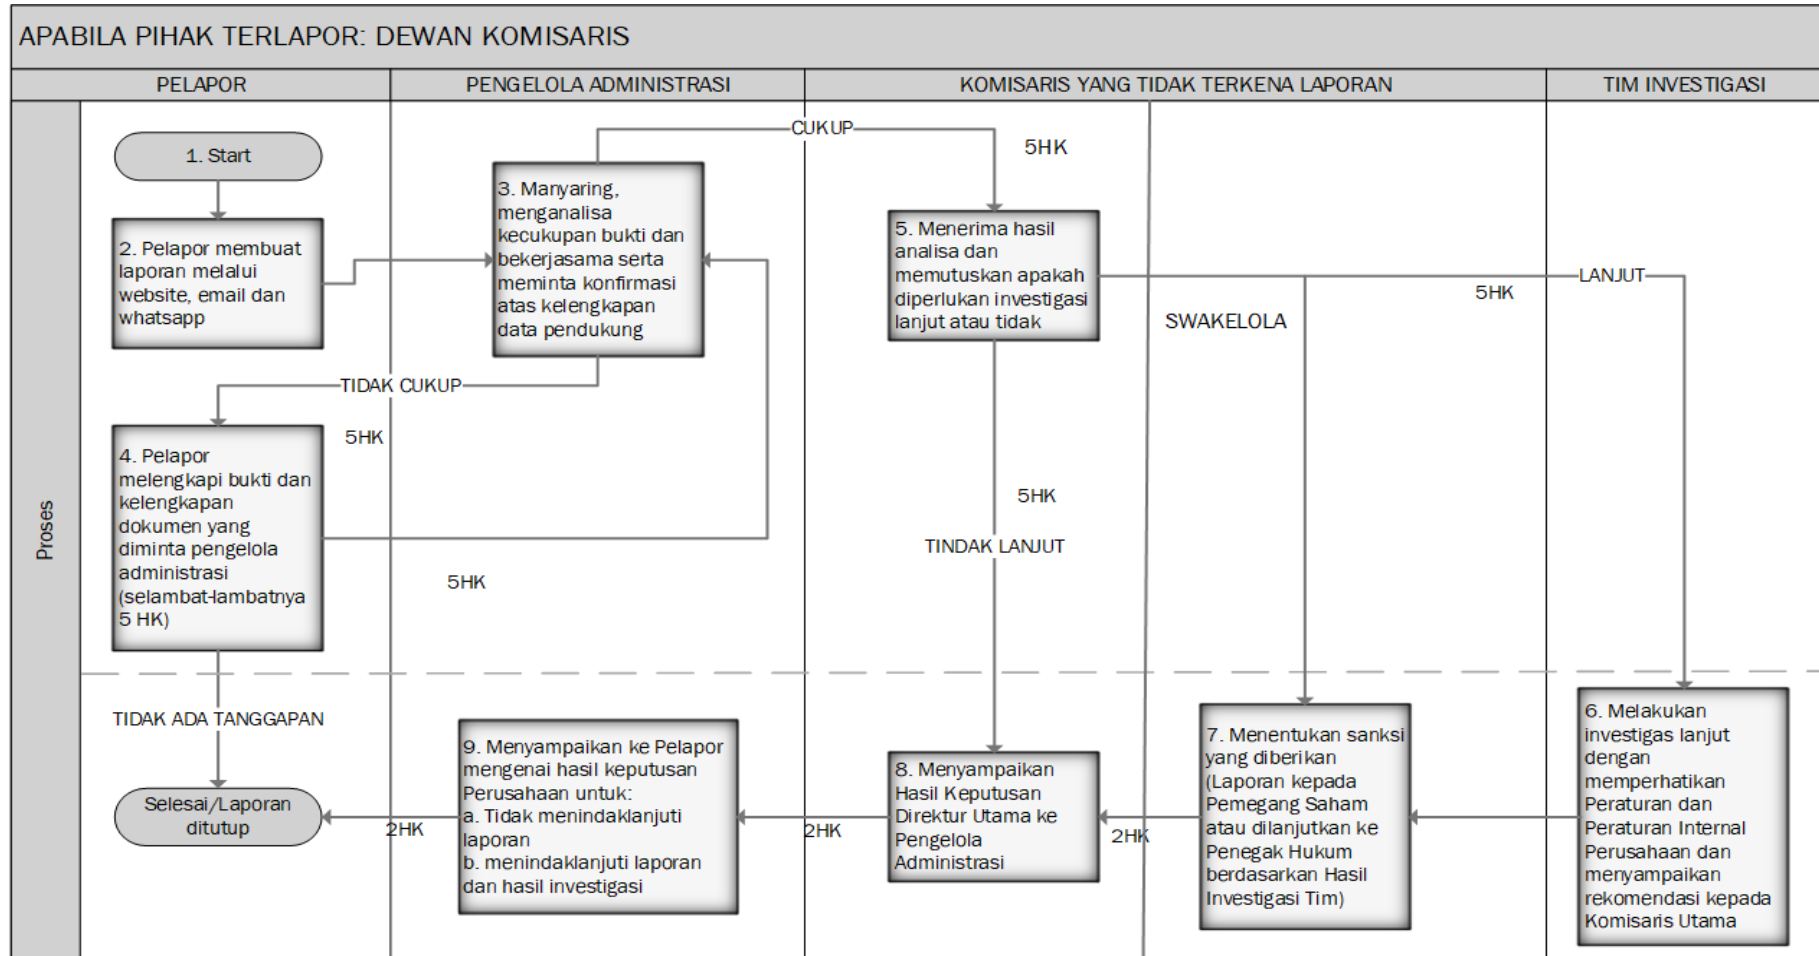 APABILA PIHAK TERLAPOR: DEWAN KOMISARIS
PELAPOR
PENGELOLA ADMINISTRASI
KOMISARIS YANG TIDAK TERKENA LAPORAN
TIM INVESTIGASI
Proses
1. Start
2. Pelapor membuat
laporan melalui
website, email dan
whatsapp
3. Manyaring,
menganalisa
kecukupan bukti dan
bekerjasama serta
meminta konfirmasi
atas kelengkapan
data pendukung
CUKUP
5HK
TIDAK CUKUP
5HK
4. Pelapor
melengkapi bukti dan
kelengkapan
dokumen yang
diminta pengelola
administrasi
(selambat-lambatnya
5 HK)
5HK
5. Menerima hasil
analisa dan
memutuskan apakah
diperlukan investigasi
lanjut atau tidak
SWAKELOLA
LANJUT
5HK
5HK
TINDAK LANJUT
TIDAK ADA TANGGAPAN
6. Melakukan
investigas lanjut
dengan
memperhatikan
Peraturan dan
Peraturan Internal
Perusahaan dan
menyampaikan
rekomendasi kepada
Komisaris Utama
7. Menentukan sanksi
yang diberikan
(Laporan kepada
Pemegang Saham
atau dilanjutkan ke
Penegak Hukum
berdasarkan Hasil
Investigasi Tim)
2HK
8. Menyampaikan
Hasil Keputusan
Direktur Utama ke
Pengelola
Administrasi
2HK
9. Menyampaikan ke Pelapor
mengenai hasil keputusan
Perusahaan untuk:
a. Tidak menindaklanjuti
laporan
b. menindaklanjuti laporan
dan hasil investigasi
2HK
Selesai/Laporan
ditutup